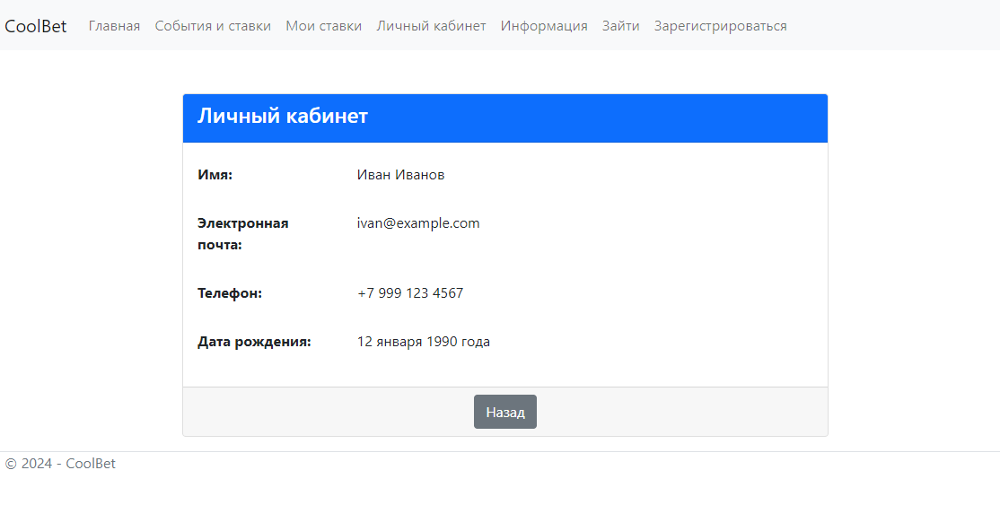 CoolBet Главная События и ставки Мои ставки Личный кабинет Информация Зайти Зарегистрироваться
Личный кабинет
Имя: Иван Иванов
Электронная почта: ivan@example.com
Телефон: +7 999 123 4567
Дата рождения: 12 января 1990 года
Назад
© 2024 - CoolBet